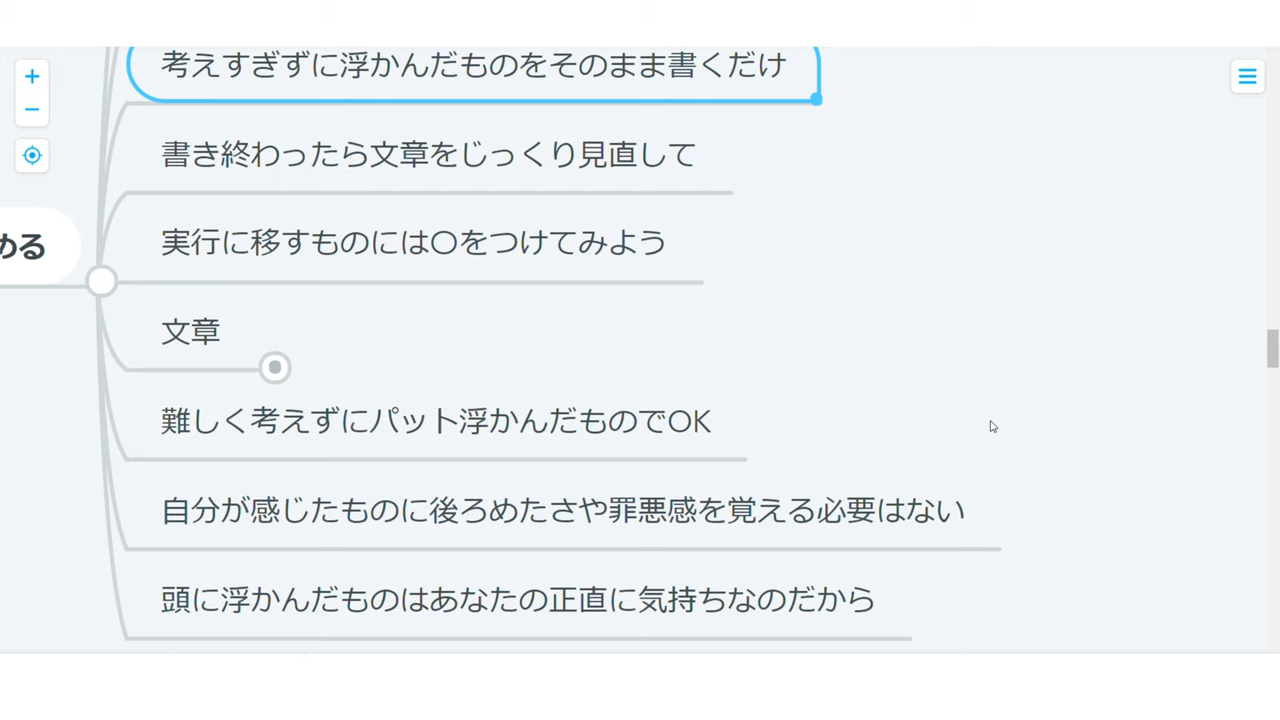 考えすぎずに浮かんだものをそのまま書くだけ
書き終わったら文章をじっくり見直して
める
実行に移すものには〇をつけてみよう
文章
難しく考えずにパット浮かんだものでOK
自分が感じたものに後ろめたさや罪悪感を覚える必要はない
頭に浮かんだものはあなたの正直に気持ちなのだから